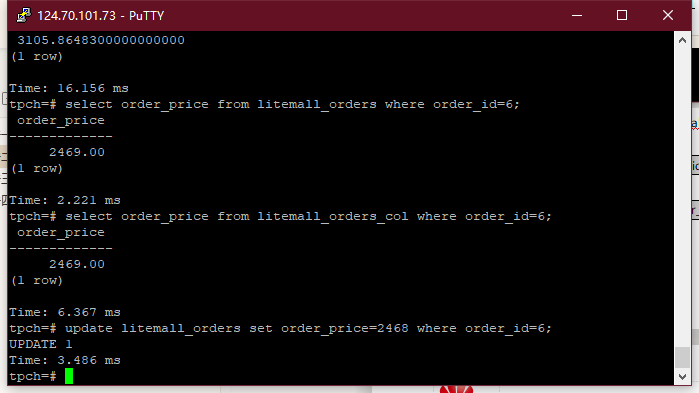 124.70.101.73 - PuTTY
3105.8648300000000000
(1 row)
Time: 16.156 ms
tpch=# select order_price from litemall_orders where order_id=6;
order_price
-------------
2469.00
(1 row)
Time: 2.221 ms
tpch=# select order_price from litemall_orders_col where order_id=6;
order_price
-------------
2469.00
(1 row)
Time: 6.367 ms
tpch=# update litemall_orders set order_price=2468 where order_id=6;
UPDATE 1
Time: 3.486 ms
tpch=#